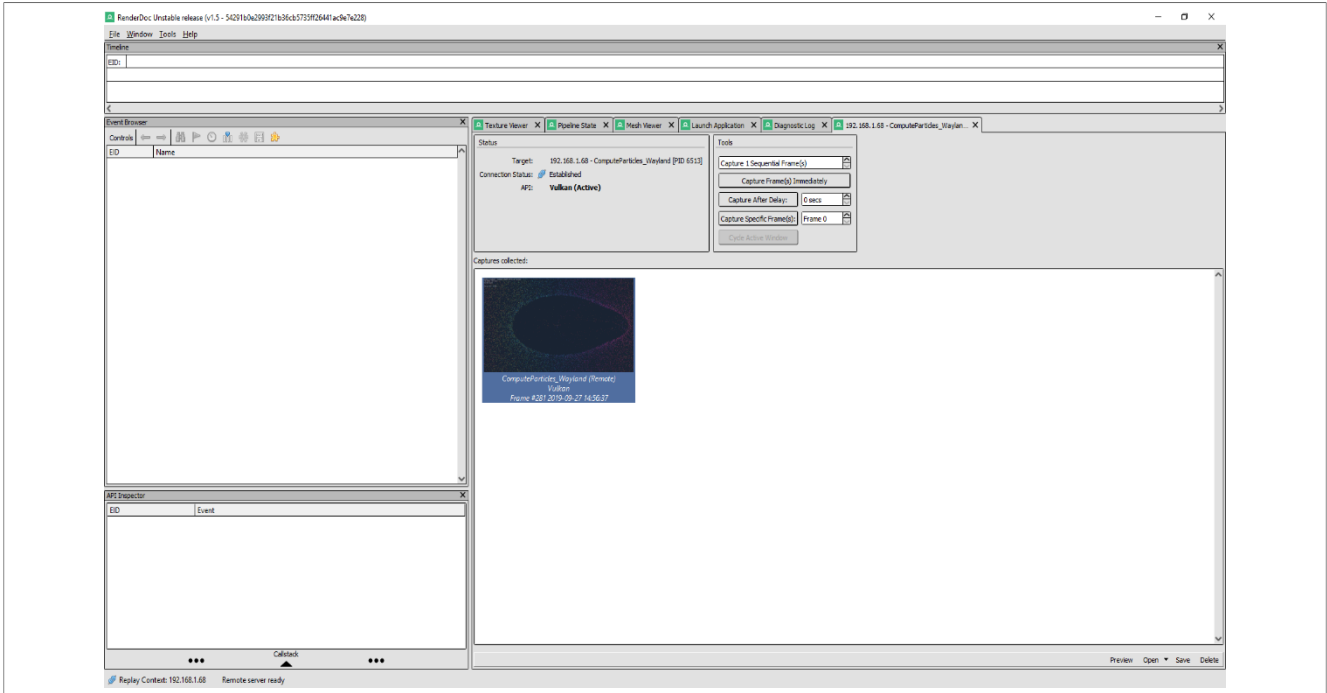 RenderDoc Unstable release (v1.5 - 54291b0e2993f21b36cb5735ff26441ac9e7e228)
File Window Tools Help
Timeline
EID:
Event Browser
Controls
EID Name
API Inspector
EID Event
Callstack
Texture Viewer Pipeline State Mesh Viewer Launch Application Diagnostic Log 192.168.1.68 - ComputeParticles_Waylan...
Status
Target: 192.168.1.68 - ComputeParticles_Wayland [PID 6513]
Connection Status: Established
API: Vulkan (Active)
Tools
Capture 1 Sequential Frame(s)
Capture Frame(s) Immediately
Capture After Delay: 0 secs
Capture Specific Frame(s): Frame 0
Cycle Active Window
Captures collected:
ComputeParticles_Wayland (Remote)
Vulkan
Frame #281 2019-09-27 14:56:37
Preview Open Save Delete
Replay Context: 192.168.1.68 Remote server ready